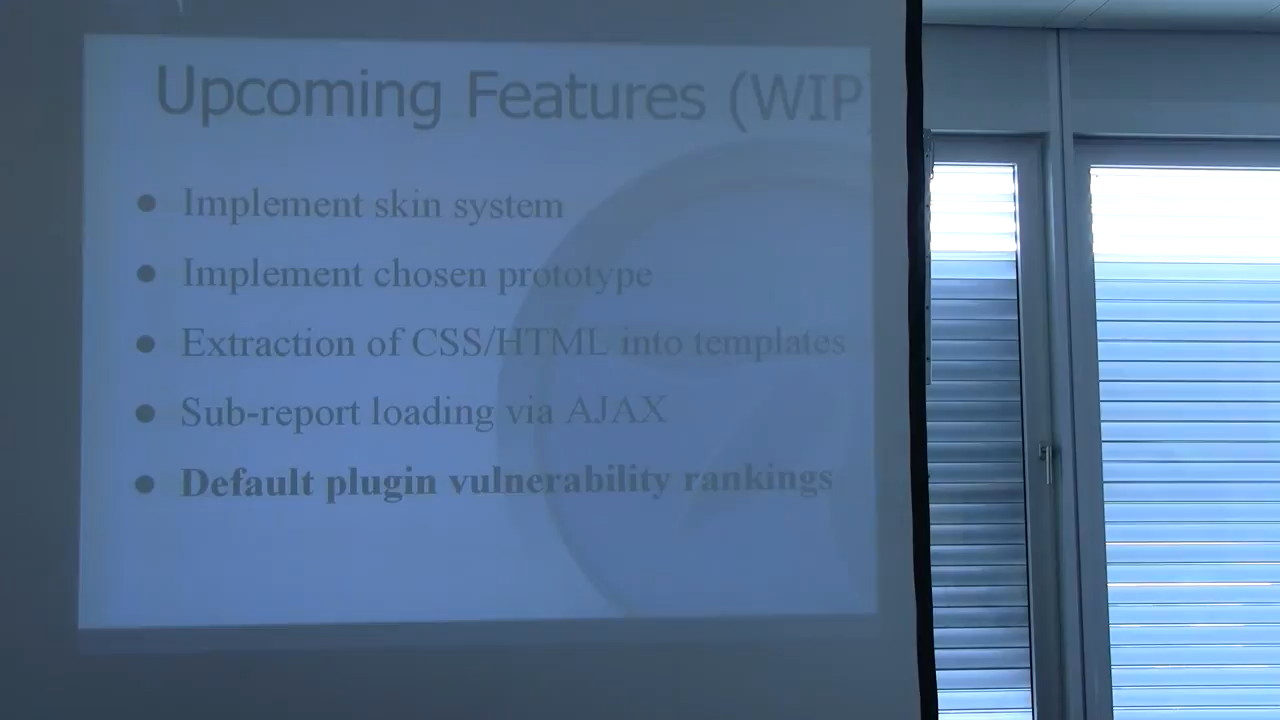 Upcoming Features (WIP)
● Implement skin system
● Implement chosen prototype
● Extraction of CSS/HTML into templates
● Sub-report loading via AJAX
● Default plugin vulnerability rankings